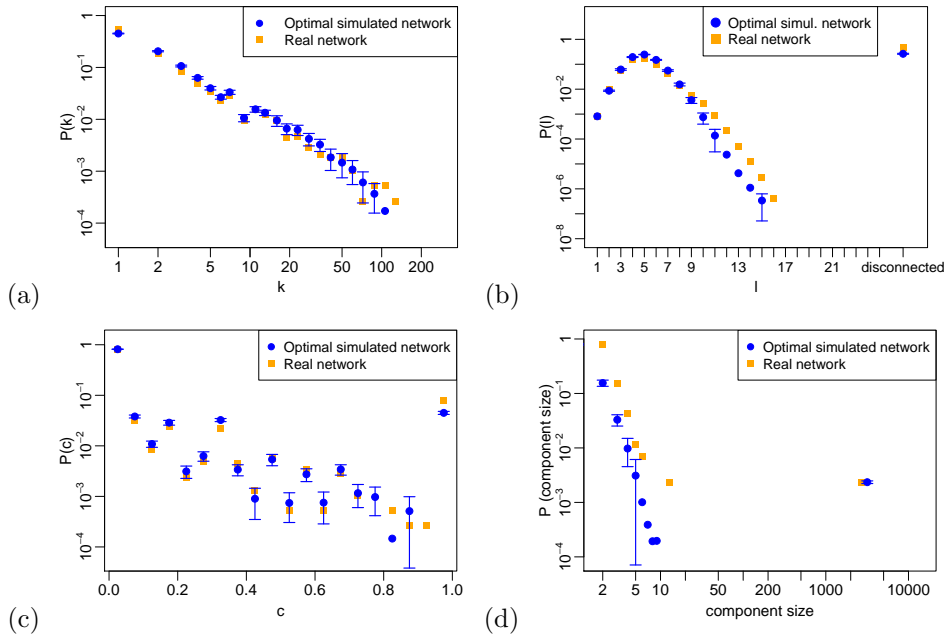 Optimal simulated network
Real network
P(k)
1
10⁻¹
10⁻²
10⁻³
10⁻⁴
1 2 5 10 20 50 100 200
k
(a)
Optimal simul. network
Real network
P(l)
1
10⁻²
10⁻⁴
10⁻⁶
10⁻⁸
1 3 5 7 9 13 17 21 disconnected
l
(b)
Optimal simulated network
Real network
P(c)
1
10⁻¹
10⁻²
10⁻³
10⁻⁴
0.0 0.2 0.4 0.6 0.8 1.0
c
(c)
Optimal simulated network
Real network
P (component size)
1
10⁻¹
10⁻²
10⁻³
10⁻⁴
2 5 10 50 200 1000 10000
component size
(d)